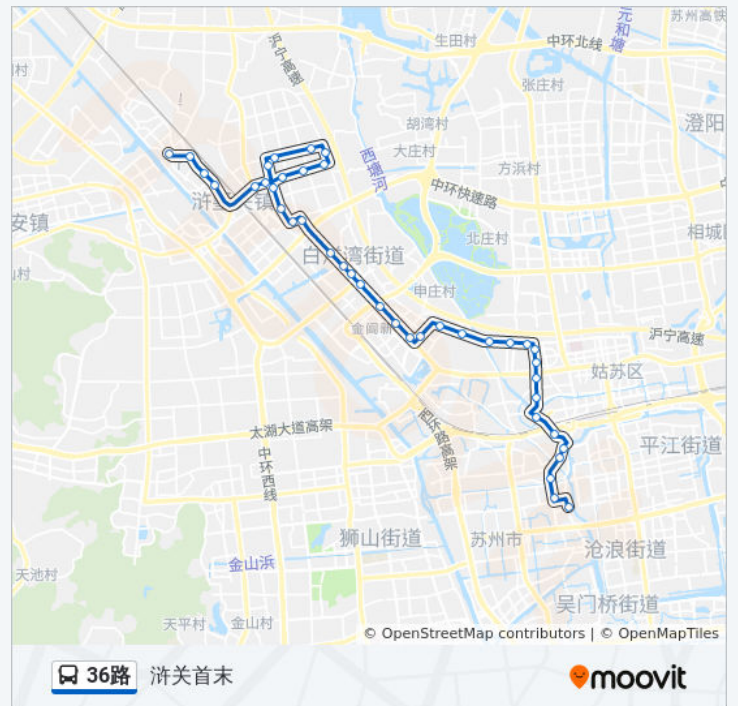 苏州高铁
元和塘
生田村
中环北线
沪宁高速
张庄村
胡湾村
澄阳
大庄村
西塘河
方浜村
中环快速路
安镇
北庄村
相城
白洋湾街道
申庄村
金阊新
沪宁高速
姑苏区
西环路高架
太湖大道高架
平江街道
中环西线
狮山街道
苏州市
沧浪街道
金山浜
天池村
吴门桥街道
天平村
金山村
© OpenStreetMap contributors | © OpenMapTiles
36路 浒关首末
moovit